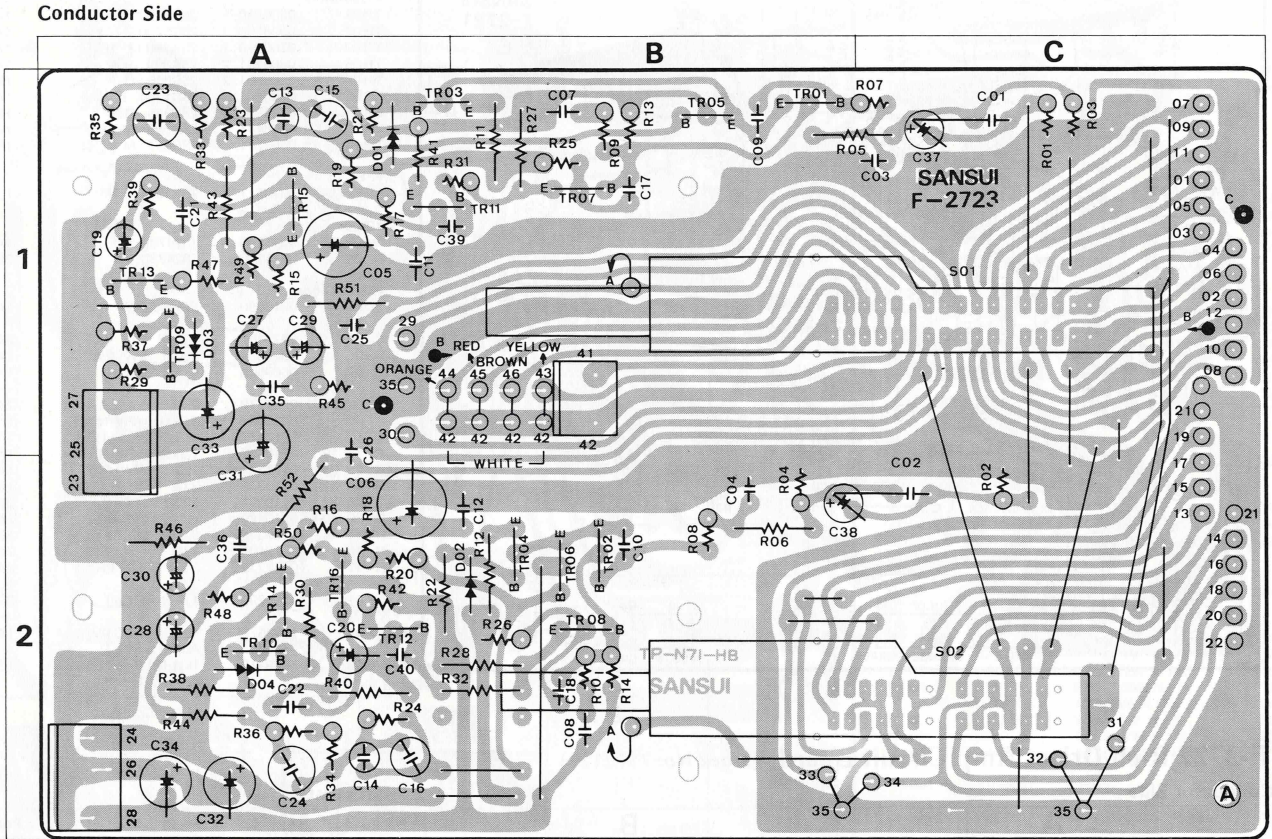 Conductor Side
A B C
R07
C23 C13 C15 TR03 C07 TR05 TR01 C01
B E B E E B
R35 R33 R23 R21 D01 R41 R11 R27 R09 R13 C09 R05 C37 R01 R03 07
09
R19 R31 R25 C03 11
R39 C21 R43 B TR15 E R17 E B TR11 E B TR07 C17 SANSUI 01
F-2723 05 C
C19 + C39 03
04
1
TR13 R47 R49 R15 + C05 C11 A S01 06
B E R51 02
12
R37 E TR09 B D03 C27 C29 C25 29 B RED YELLOW B
BROWN 41 10
R29 ORANGE 44 45 46 43 08
C35 R45 35
27 C 21
C33 + 42 42 42 42 42 19
25 30
C31 + C26 WHITE 17
23 C02
R52 C06 C04 R04 R02 15
R46 R16 R18 + C12 E E E 13 21
C36 R50 R08 R06 + C38 14
C30 + E TR14 B R30 E TR16 B R20 D02 R12 TR04 TR06 TR02 C10 16
R42 R22 B B B 18
R48
C28 + C20 E TR12 B R26 E TR08 B 20
2
E TR10 B C40 R28 TP-N71-HB S02 22
R38 D04 R40 R32 C18 R10 R14 SANSUI
C22
R44 R24
R36 C08 A 31
24
C34 + R34 C14 C16 32
26 33 34
C24
28 C32 + 35 35 A